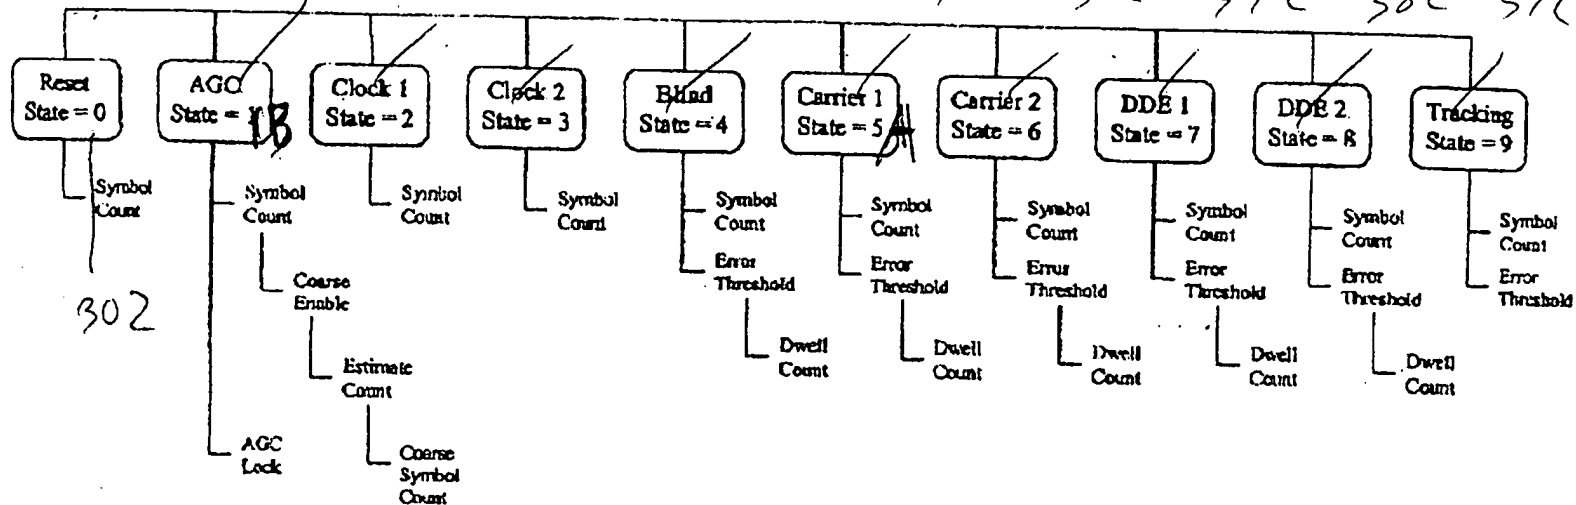 Reset
State = 0
AGC
State = 1B
Clock 1
State = 2
Clock 2
State = 3
Blind
State = 4
Carrier 1
State = 5A
Carrier 2
State = 6
DDE 1
State = 7
DDE 2
State = 8
Tracking
State = 9
Symbol
Count
Symbol
Count
Coarse
Enable
Estimate
Count
Coarse
Symbol
Count
AGC
Lock
Symbol
Count
Symbol
Count
Symbol
Count
Error
Threshold
Dwell
Count
Symbol
Count
Error
Threshold
Dwell
Count
Symbol
Count
Error
Threshold
Dwell
Count
Symbol
Count
Error
Threshold
Dwell
Count
Symbol
Count
Error
Threshold
Dwell
Count
Symbol
Count
Error
Threshold
302